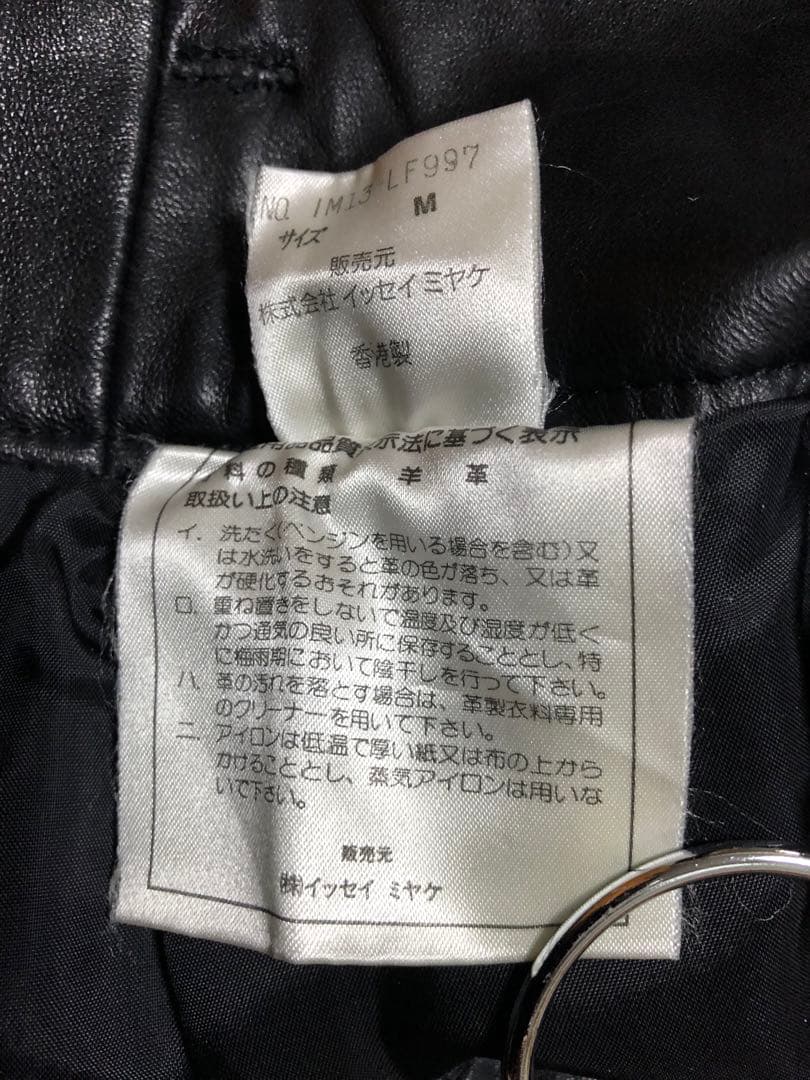 NO. IM13-LF997
サイズ M
販売元
株式会社イッセイ ミヤケ
香港製
品質 示法に基づく表示
料の種類 羊革
取扱い上の注意
イ. 洗たく(ベンジンを用いる場合を含む)又
は水洗いをすると革の色が落ち、又は革
が硬化するおそれがあります。
ロ. 重ね置きをしないで温度及び湿度が低く
かつ通気の良い所に保存することとし、特
に梅雨期において陰干しを行って下さい。
ハ. 革の汚れを落とす場合は、革製衣料専用
のクリーナーを用いて下さい。
ニ. アイロンは低温で厚い紙又は布の上から
かけることとし、蒸気アイロンは用いな
いで下さい。
販売元
(株)イッセイ ミヤケ